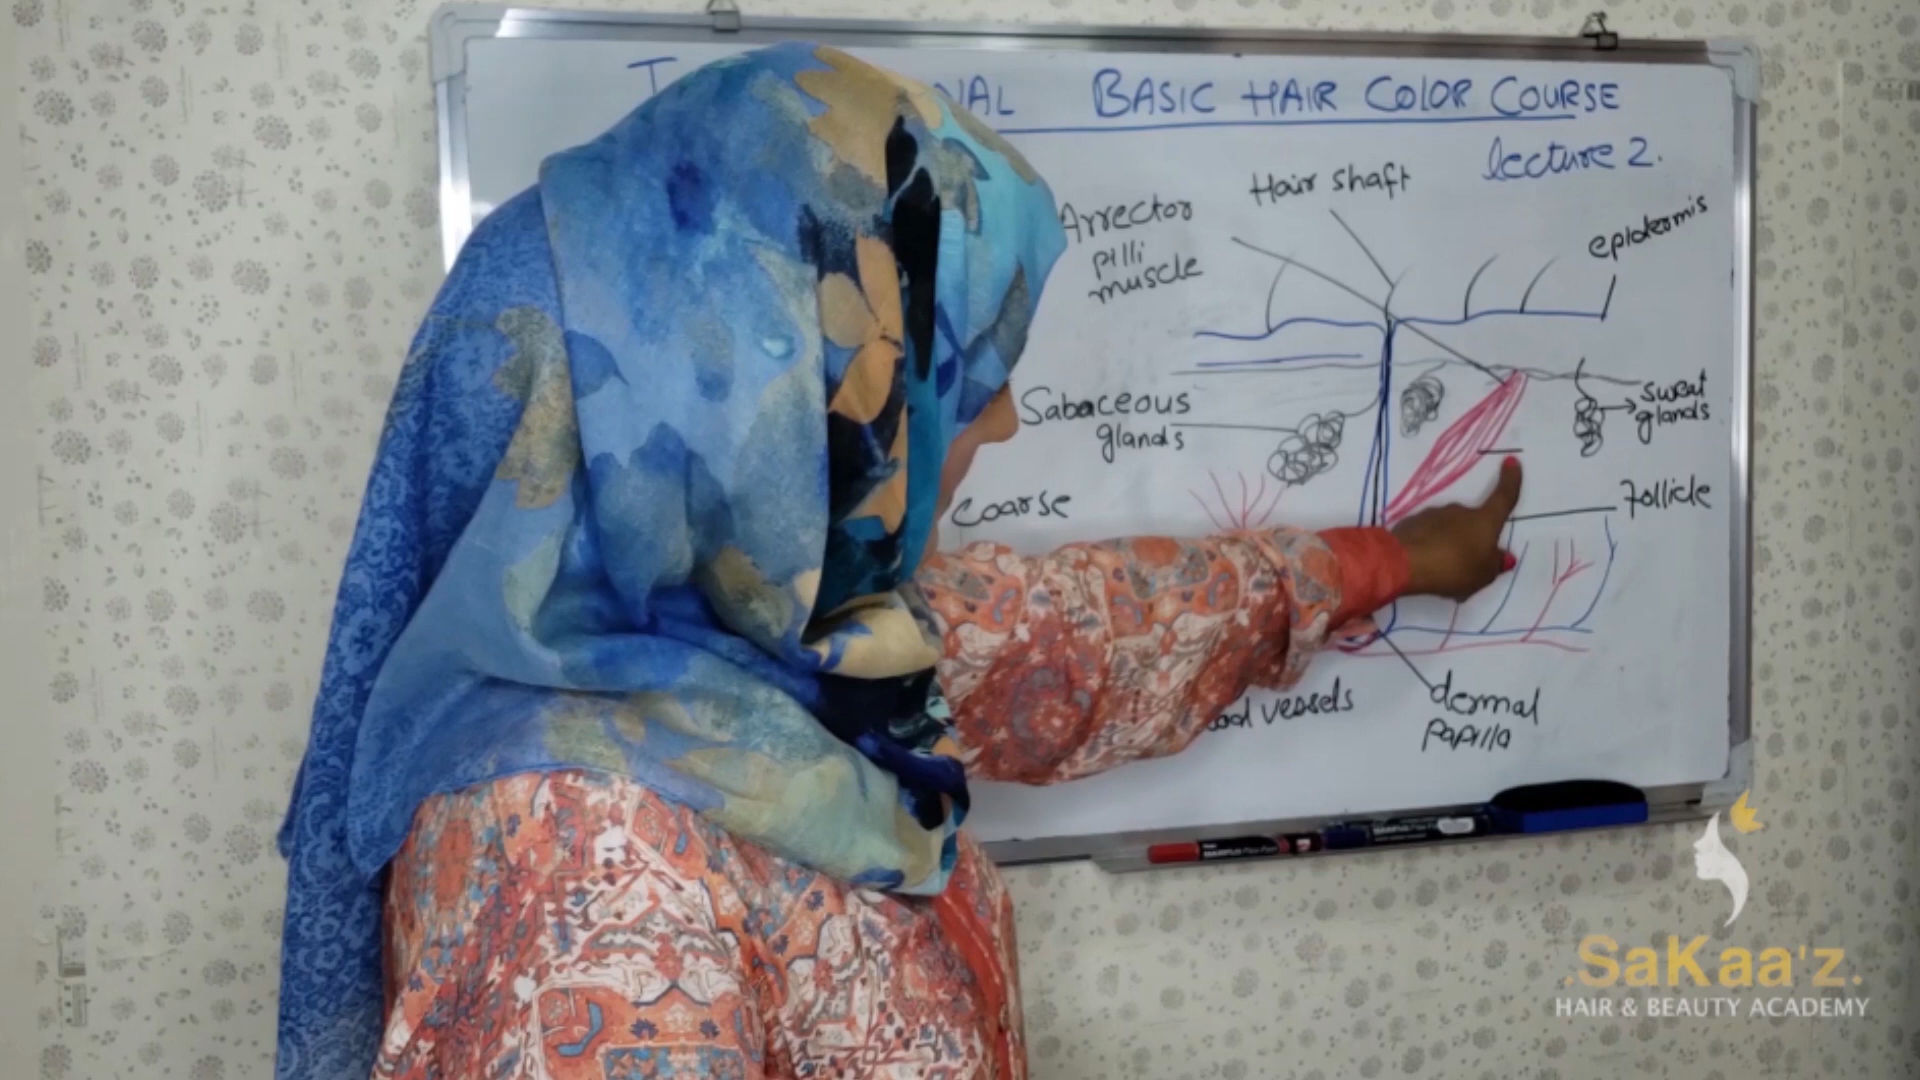 BASIC HAIR COLOR COURSE
lecture 2.
Hair shaft
Arrector
pilli
muscle
epidermis
Sabaceous
glands
sweat
glands
Coarse
Follicle
vessels
dermal
Papilla
.SaKaa'z.
HAIR & BEAUTY ACADEMY